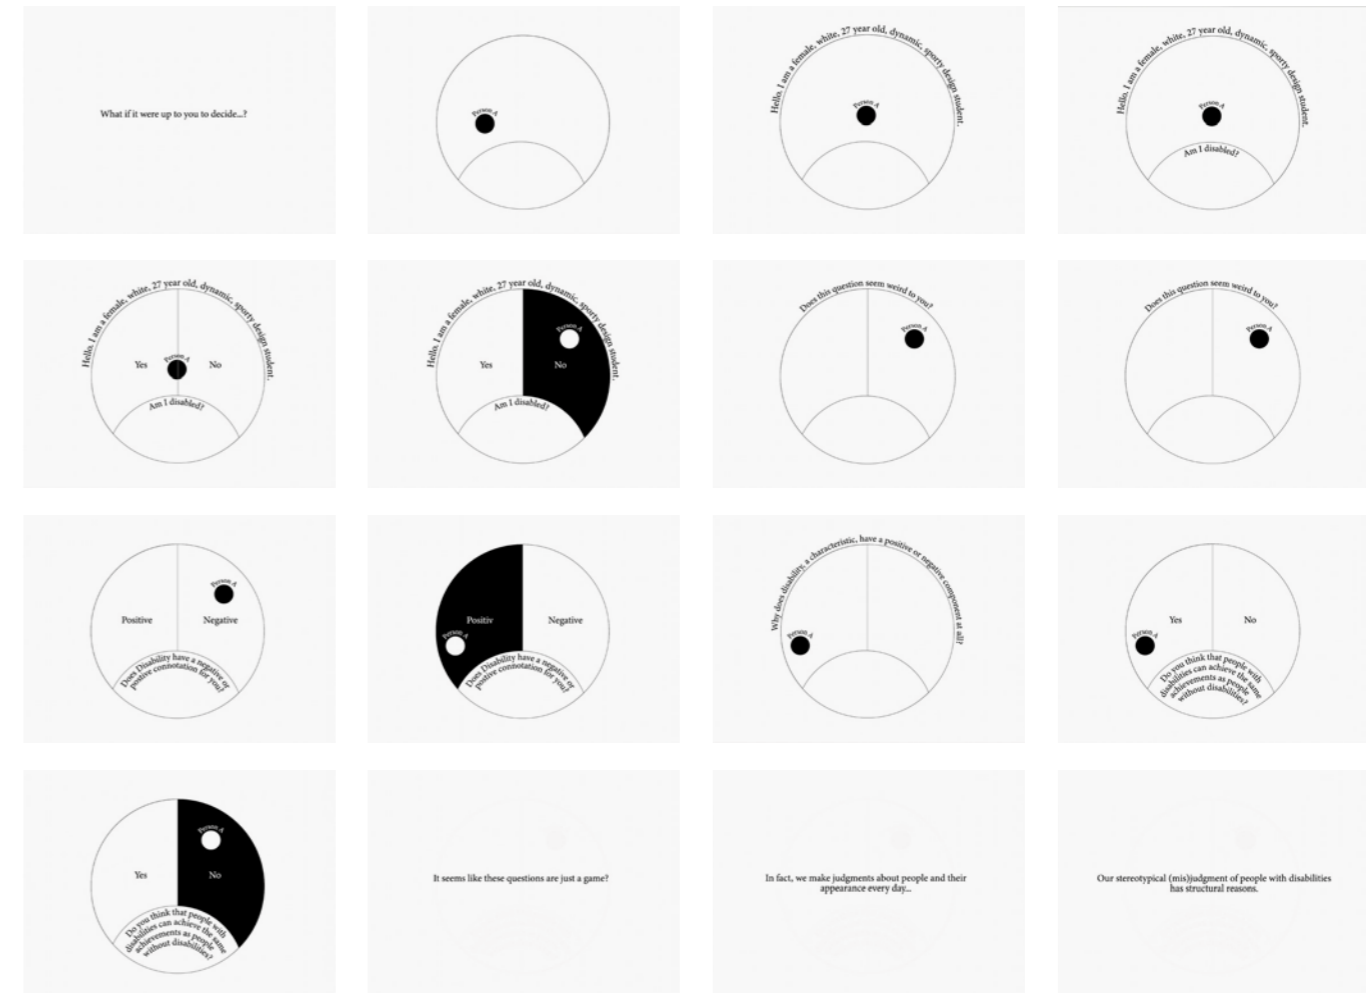 What if it were up to you to decide...?
Person A
Hello. I am a female, white, 27 year old, dynamic, sporty design student.
Person A
Hello. I am a female, white, 27 year old, dynamic, sporty design student.
Person A
Am I disabled?
Hello. I am a female, white, 27 year old, dynamic, sporty design student.
Yes
Person A
No
Am I disabled?
Hello. I am a female, white, 27 year old, dynamic, sporty design student.
Person A
Yes
No
Am I disabled?
Does this question seem weird to you?
Person A
Does this question seem weird to you?
Person A
Person A
Positive
Negative
Does Disability have a negative or
postive connotation for you?
Positiv
Negative
Person A
Does Disability have a negative or
postive connotation for you?
Why does disability, a characteristic, have a positive or negative component at all?
Person A
Yes
No
Person A
Do you think that people with
disabilities can achieve the same
achievements as people
without disabilities?
Person A
Yes
No
Do you think that people with
disabilities can achieve the same
achievements as people
without disabilities?
It seems like these questions are just a game?
In fact, we make judgments about people and their
appearance every day...
Our stereotypical (mis)judgment of people with disabilities
has structural reasons.